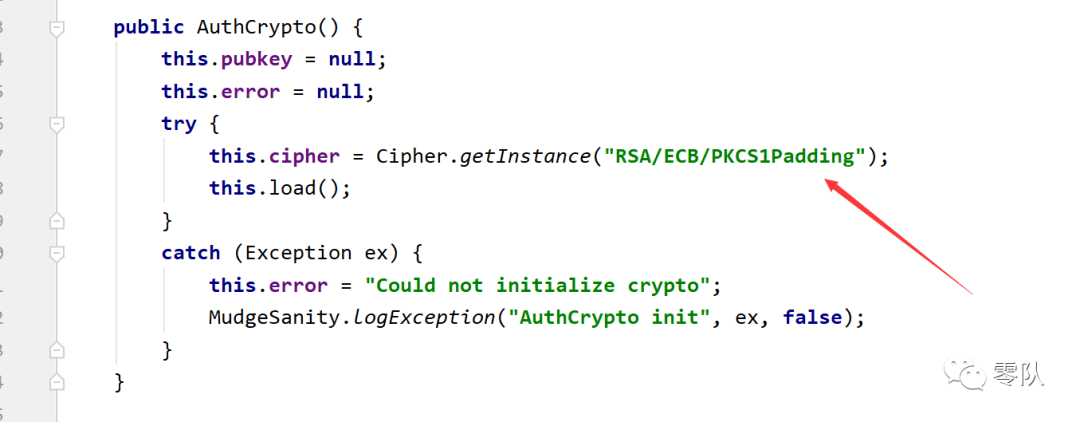 public AuthCrypto() {
this.pubkey = null;
this.error = null;
try {
this.cipher = Cipher.getInstance("RSA/ECB/PKCS1Padding");
this.load();
}
catch (Exception ex) {
this.error = "Could not initialize crypto";
MudgeSanity.logException("AuthCrypto init", ex, false);
}
}
零队